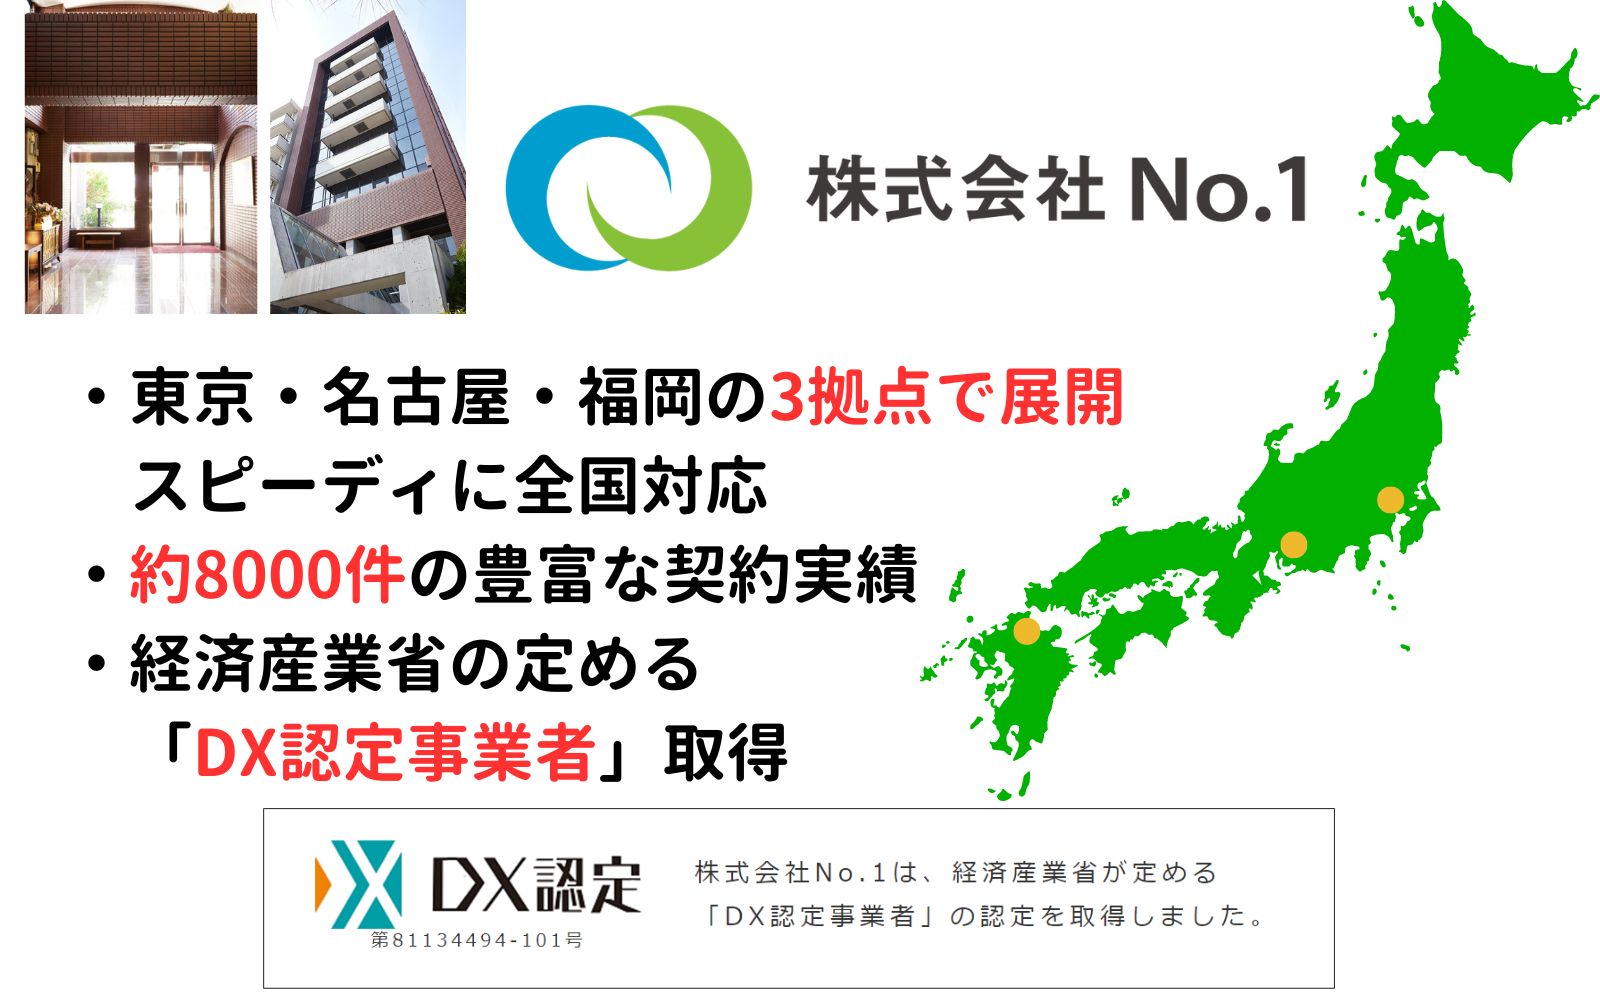 株式会社 No.1
・東京・名古屋・福岡の3拠点で展開
スピーディに全国対応
・約8000件の豊富な契約実績
・経済産業省の定める
「DX認定事業者」取得
DX認定
第81134494-101号
株式会社No.1は、経済産業省が定める
「DX認定事業者」の認定を取得しました。